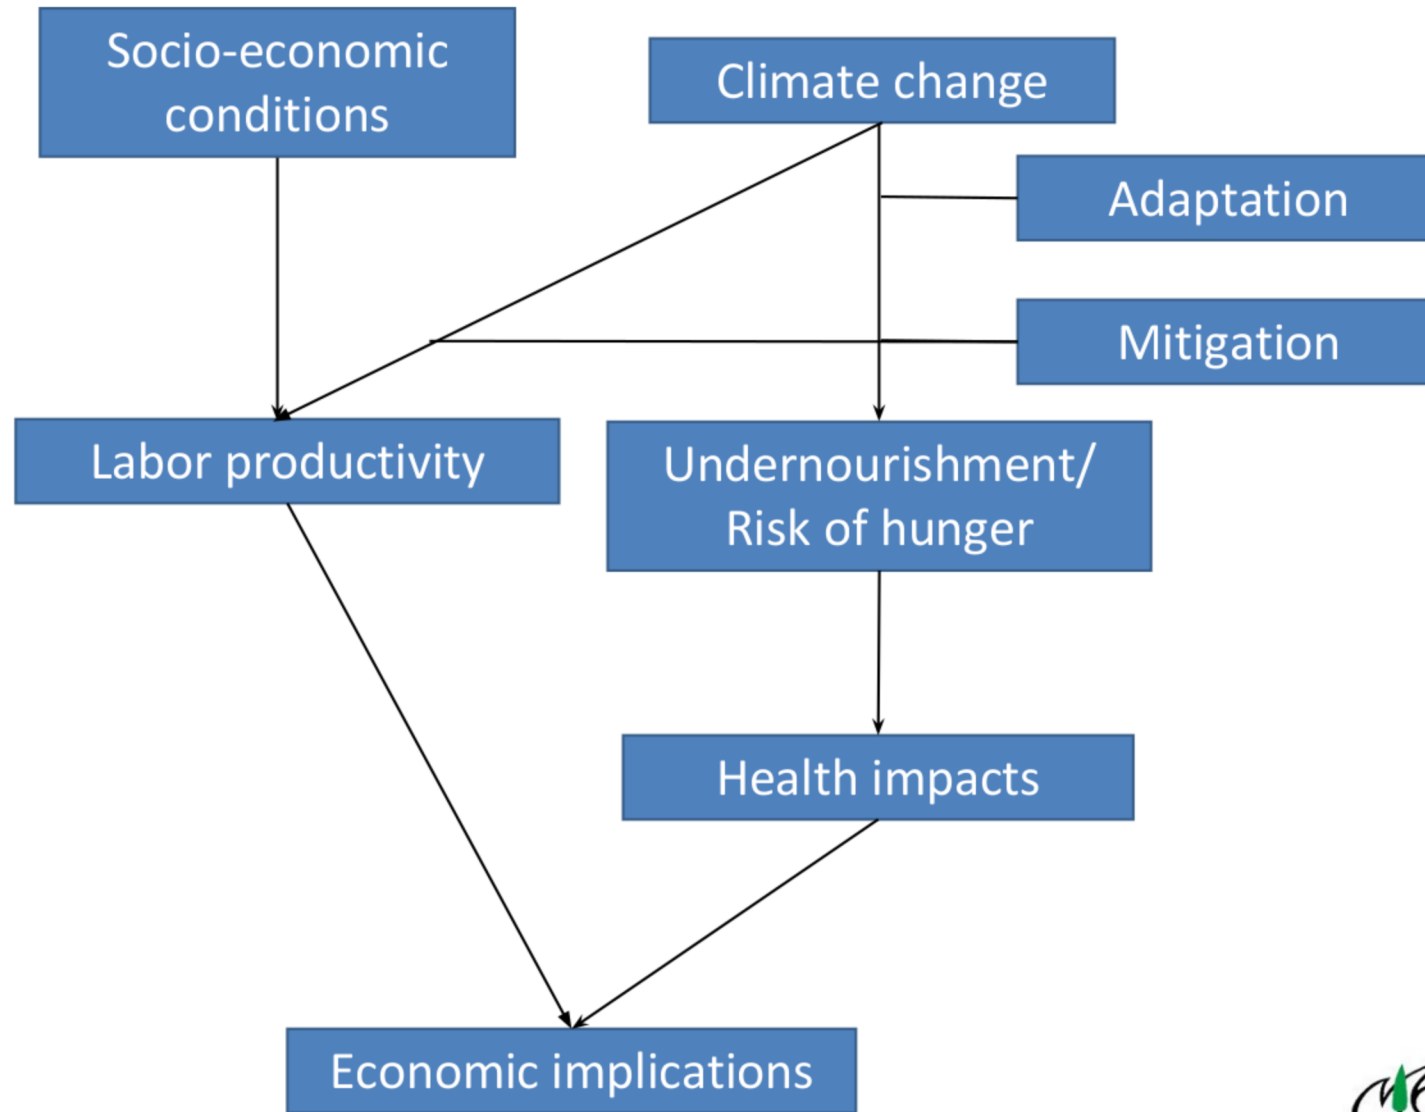 Socio-economic
conditions
Climate change
Adaptation
Mitigation
Labor productivity
Undernourishment/
Risk of hunger
Health impacts
Economic implications